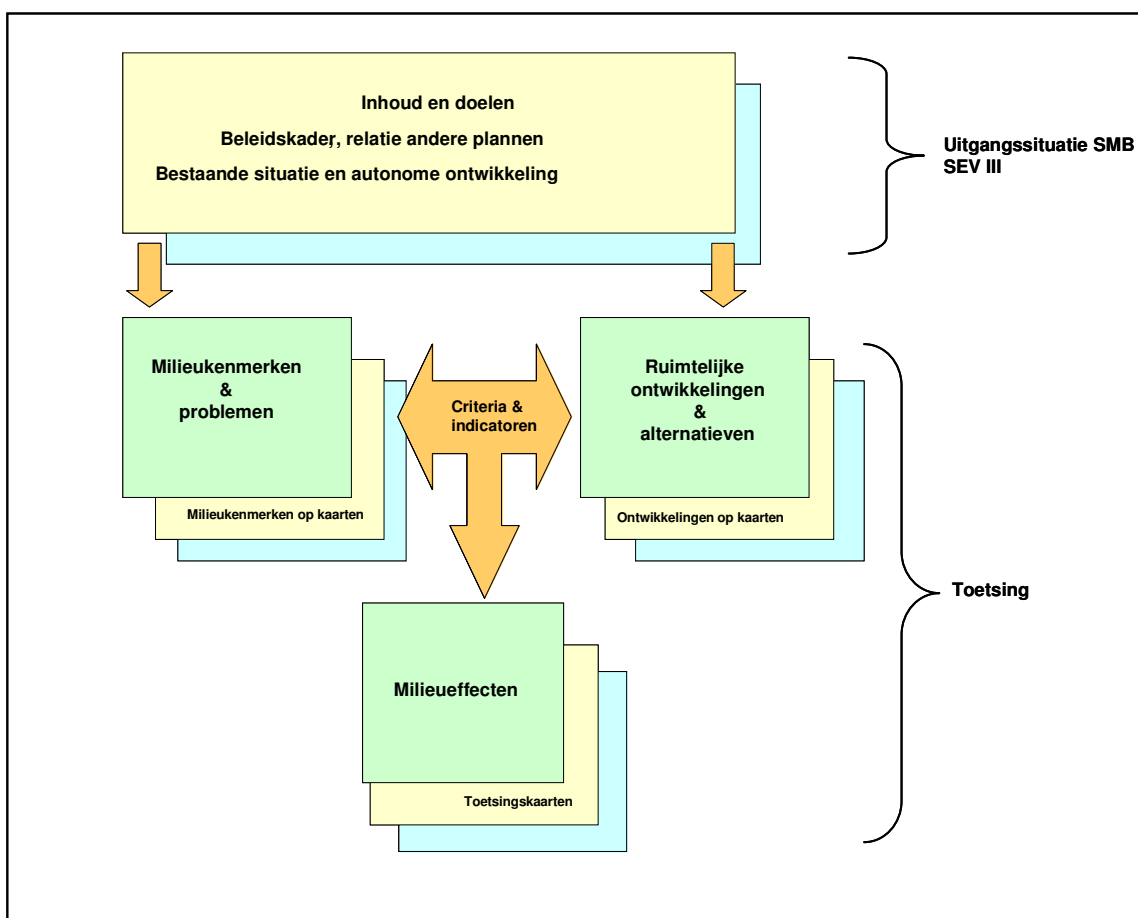 Inhoud en doelen
Beleidskader, relatie andere plannen
Bestaande situatie en autonome ontwikkeling
Uitgangssituatie SMB
SEV III
Milieukenmerken
&
problemen
Milieukenmerken op kaarten
Criteria &
indicatoren
Ruimtelijke
ontwikkelingen
&
alternatieven
Ontwikkelingen op kaarten
Toetsing
Milieueffecten
Toetsingskaarten